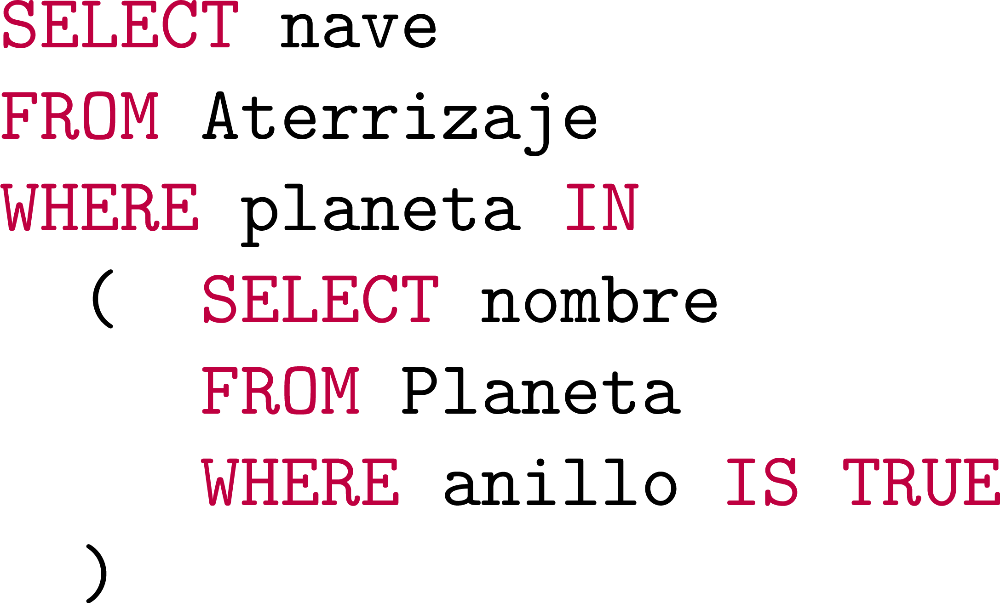 SELECT nave
FROM Aterrizaje
WHERE planeta IN
( SELECT nombre
FROM Planeta
WHERE anillo IS TRUE
)